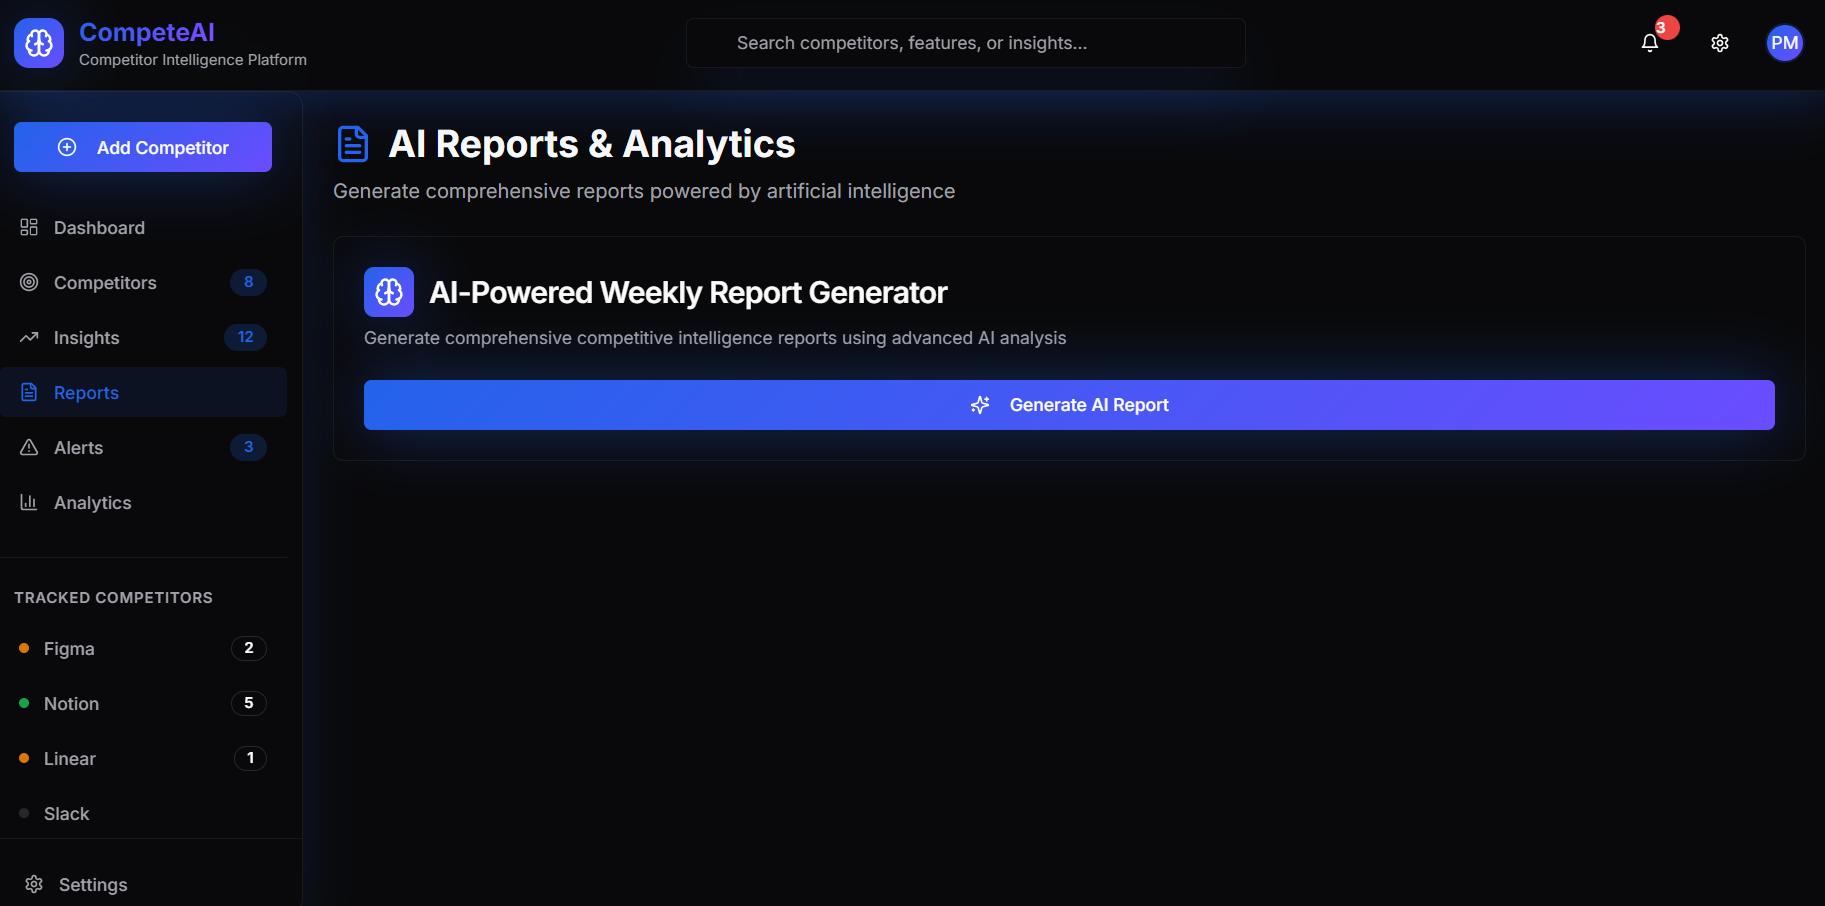 CompeteAI
Competitor Intelligence Platform
Search competitors, features, or insights...
3
PM
Add Competitor
Dashboard
Competitors 8
Insights 12
Reports
Alerts 3
Analytics
TRACKED COMPETITORS
Figma 2
Notion 5
Linear 1
Slack
Settings
AI Reports & Analytics
Generate comprehensive reports powered by artificial intelligence
AI-Powered Weekly Report Generator
Generate comprehensive competitive intelligence reports using advanced AI analysis
Generate AI Report